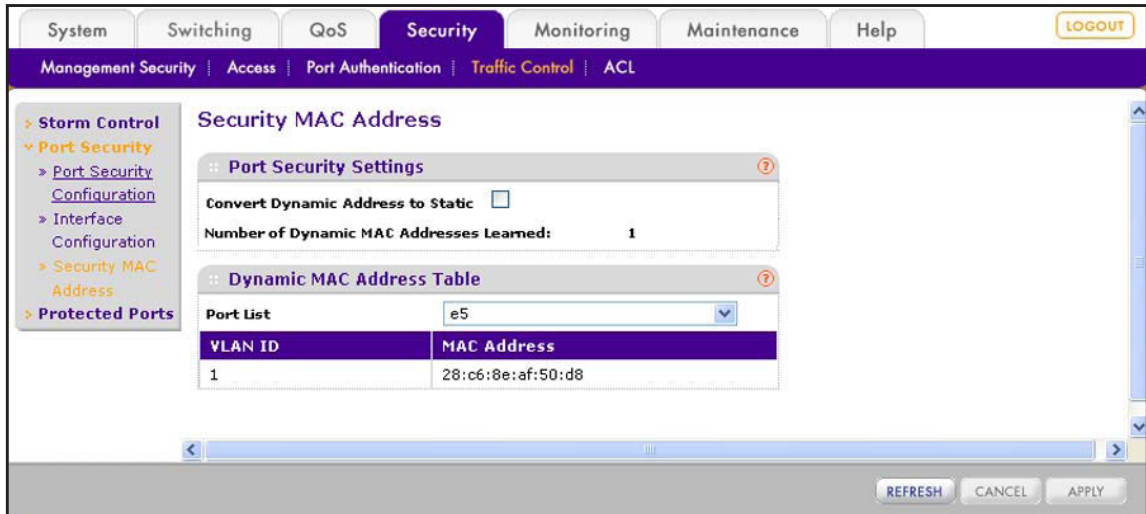 System Switching QoS Security Monitoring Maintenance Help LOGOUT
Management Security | Access | Port Authentication | Traffic Control | ACL
Storm Control
Port Security
» Port Security
Configuration
» Interface
Configuration
» Security MAC
Address
Protected Ports
Security MAC Address
Port Security Settings ?
Convert Dynamic Address to Static
Number of Dynamic MAC Addresses Learned: 1
Dynamic MAC Address Table ?
Port List e5
VLAN ID MAC Address
1 28:c6:8e:af:50:d8
REFRESH CANCEL APPLY